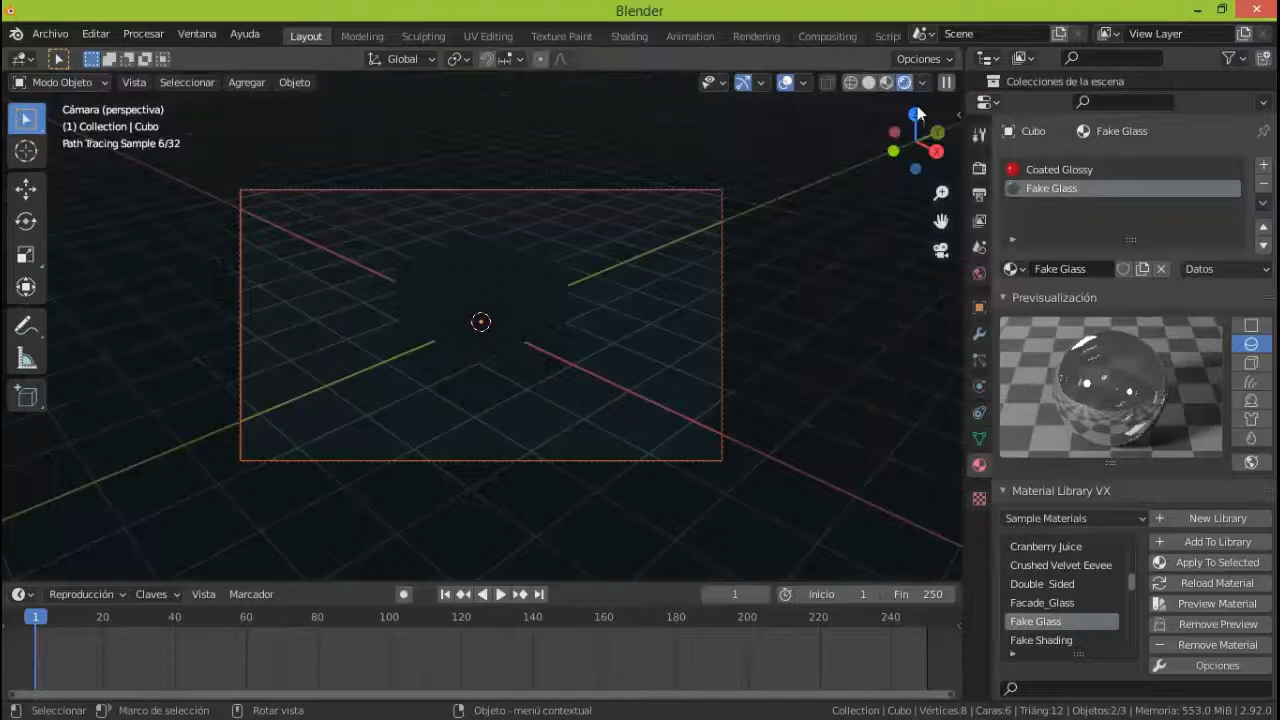 Blender
Archivo Editar Procesar Ventana Ayuda Layout Modeling Sculpting UV Editing Texture Paint Shading Animation Rendering Compositing Scrip Scene View Layer
Global Opciones
Modo Objeto Vista Seleccionar Agregar Objeto
Colecciones de la escena
Cámara (perspectiva)
(1) Collection | Cubo
Path Tracing Sample 6/32
Cubo Fake Glass
Coated Glossy
Fake Glass
Fake Glass Datos
Previsualización
Material Library VX
Sample Materials New Library
Cranberry Juice
Crushed Velvet Eevee
Double Sided
Facade_Glass
Fake Glass
Fake Shading
Add To Library
Apply To Selected
Reload Material
Preview Material
Remove Preview
Remove Material
Opciones
Reproducción Claves Vista Marcador 1 Inicio 1 Fin 250
1 20 40 60 80 100 120 140 160 180 200 220 240
Seleccionar Marco de selección Rotar vista Objeto - menú contextual Collection | Cubo | Vértices:8 | Caras:6 | Triáng:12 | Objetos:2/3 | Memoria: 553.0 MiB | 2.92.0